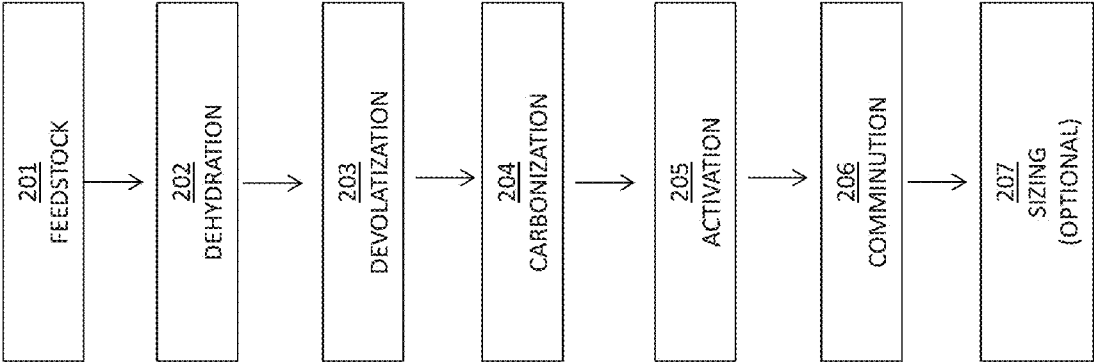 201
FEEDSTOCK
202
DEHYDRATION
203
DEVOLATIZATION
204
CARBONIZATION
205
ACTIVATION
206
COMMINUTION
207
SIZING
(OPTIONAL)